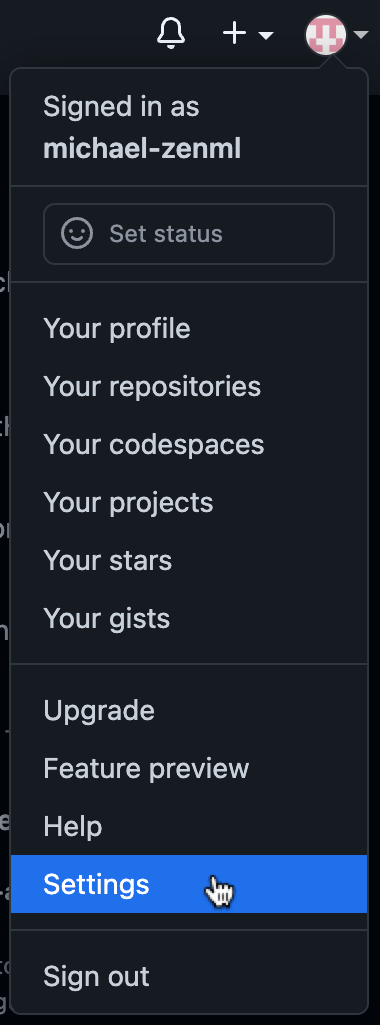 Signed in as
michael-zenml
Set status
Your profile
Your repositories
Your codespaces
Your projects
Your stars
Your gists
Upgrade
Feature preview
Help
Settings
Sign out